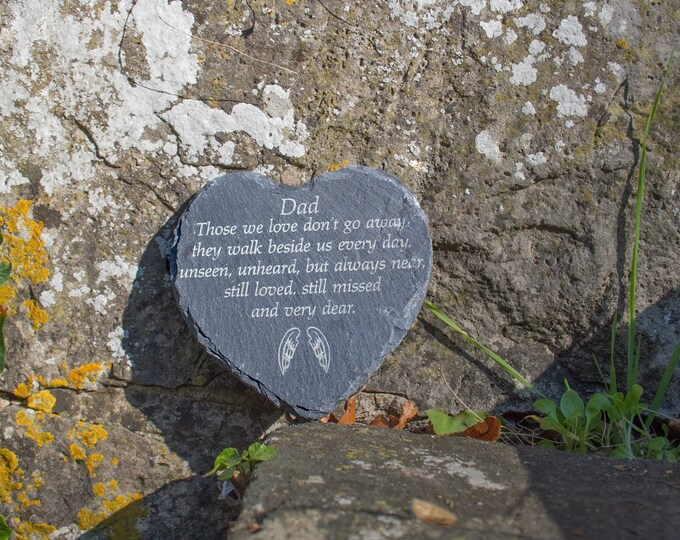 Dad
Those we love don't go away,
they walk beside us every day,
unseen, unheard, but always near,
still loved, still missed
and very dear.